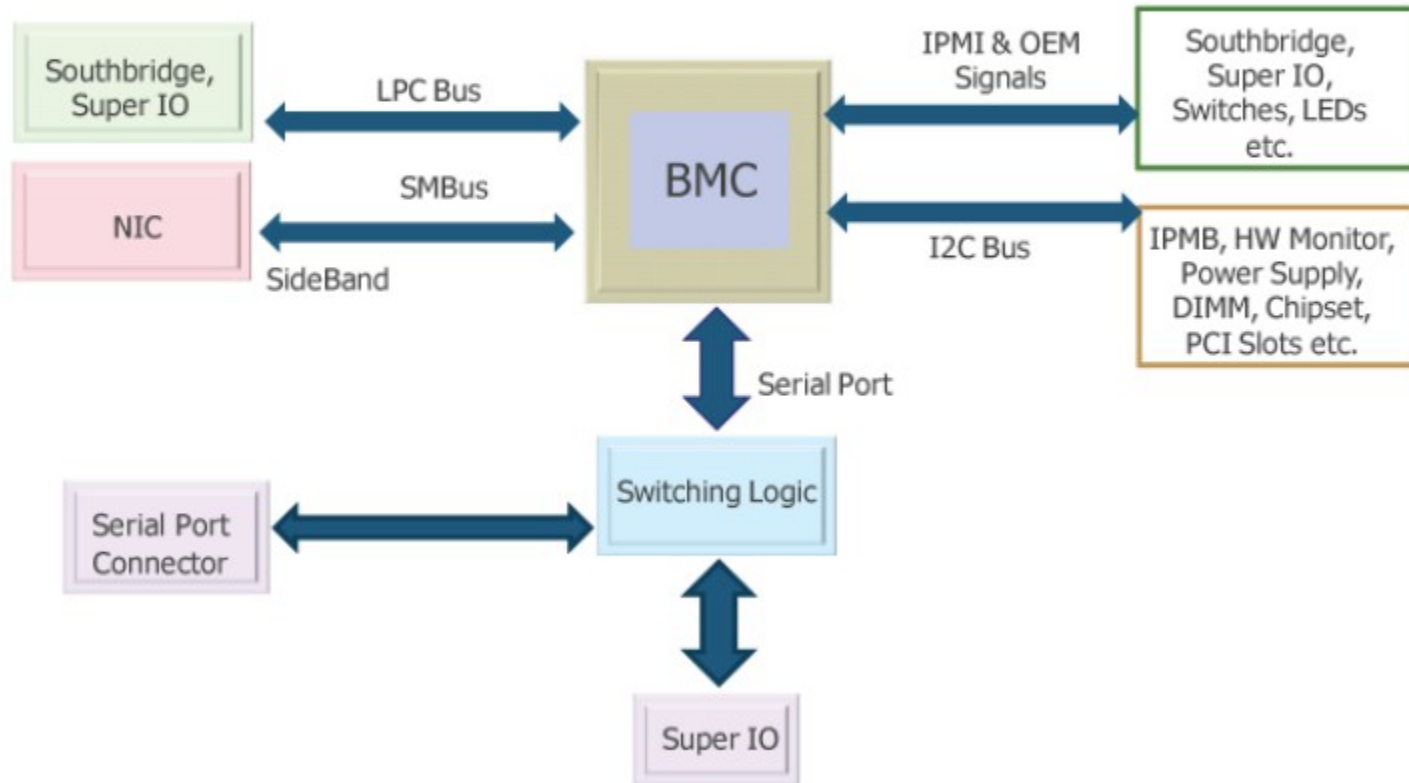 Southbridge,
Super IO
LPC Bus
BMC
IPMI & OEM
Signals
Southbridge,
Super IO,
Switches, LEDs
etc.
NIC
SMBus
SideBand
I2C Bus
IPMB, HW Monitor,
Power Supply,
DIMM, Chipset,
PCI Slots etc.
Serial Port
Switching Logic
Serial Port
Connector
Super IO